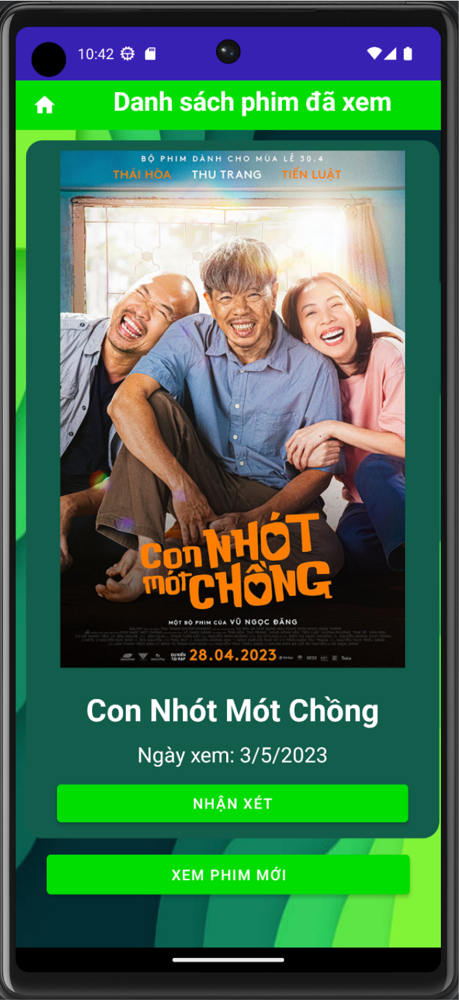 10:42
Danh sách phim đã xem
BỘ PHIM DÀNH CHO MÙA LỄ 30.4
THÁI HÒA THU TRANG TIẾN LUẬT
Con NHÓT
MÓT CHỒNG
MỘT BỘ PHIM CỦA VŨ NGỌC ĐÃNG
DỰ KIẾN
TẠI RẠP
28.04.2023
Con Nhót Mót Chồng
Ngày xem: 3/5/2023
NHẬN XÉT
XEM PHIM MỚI